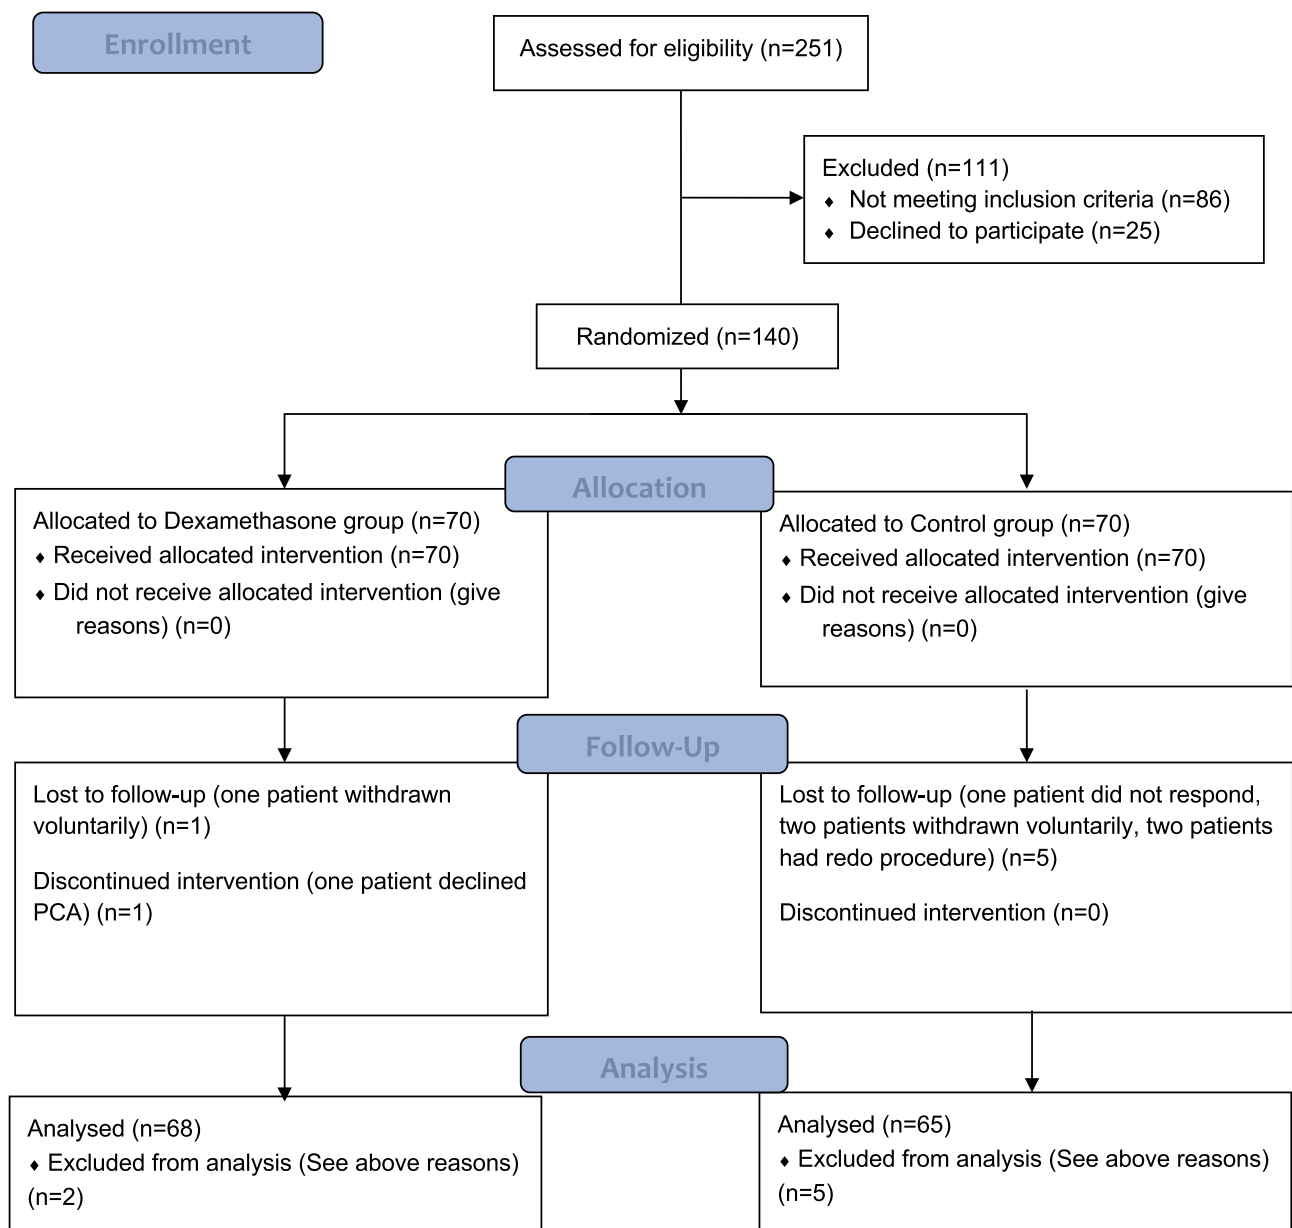 Enrollment
Assessed for eligibility (n=251)
Excluded (n=111)
♦ Not meeting inclusion criteria (n=86)
♦ Declined to participate (n=25)
Randomized (n=140)
Allocation
Allocated to Dexamethasone group (n=70)
♦ Received allocated intervention (n=70)
♦ Did not receive allocated intervention (give
reasons) (n=0)
Allocated to Control group (n=70)
♦ Received allocated intervention (n=70)
♦ Did not receive allocated intervention (give
reasons) (n=0)
Follow-Up
Lost to follow-up (one patient withdrawn
voluntarily) (n=1)
Discontinued intervention (one patient declined
PCA) (n=1)
Lost to follow-up (one patient did not respond,
two patients withdrawn voluntarily, two patients
had redo procedure) (n=5)
Discontinued intervention (n=0)
Analysis
Analysed (n=68)
♦ Excluded from analysis (See above reasons)
(n=2)
Analysed (n=65)
♦ Excluded from analysis (See above reasons)
(n=5)